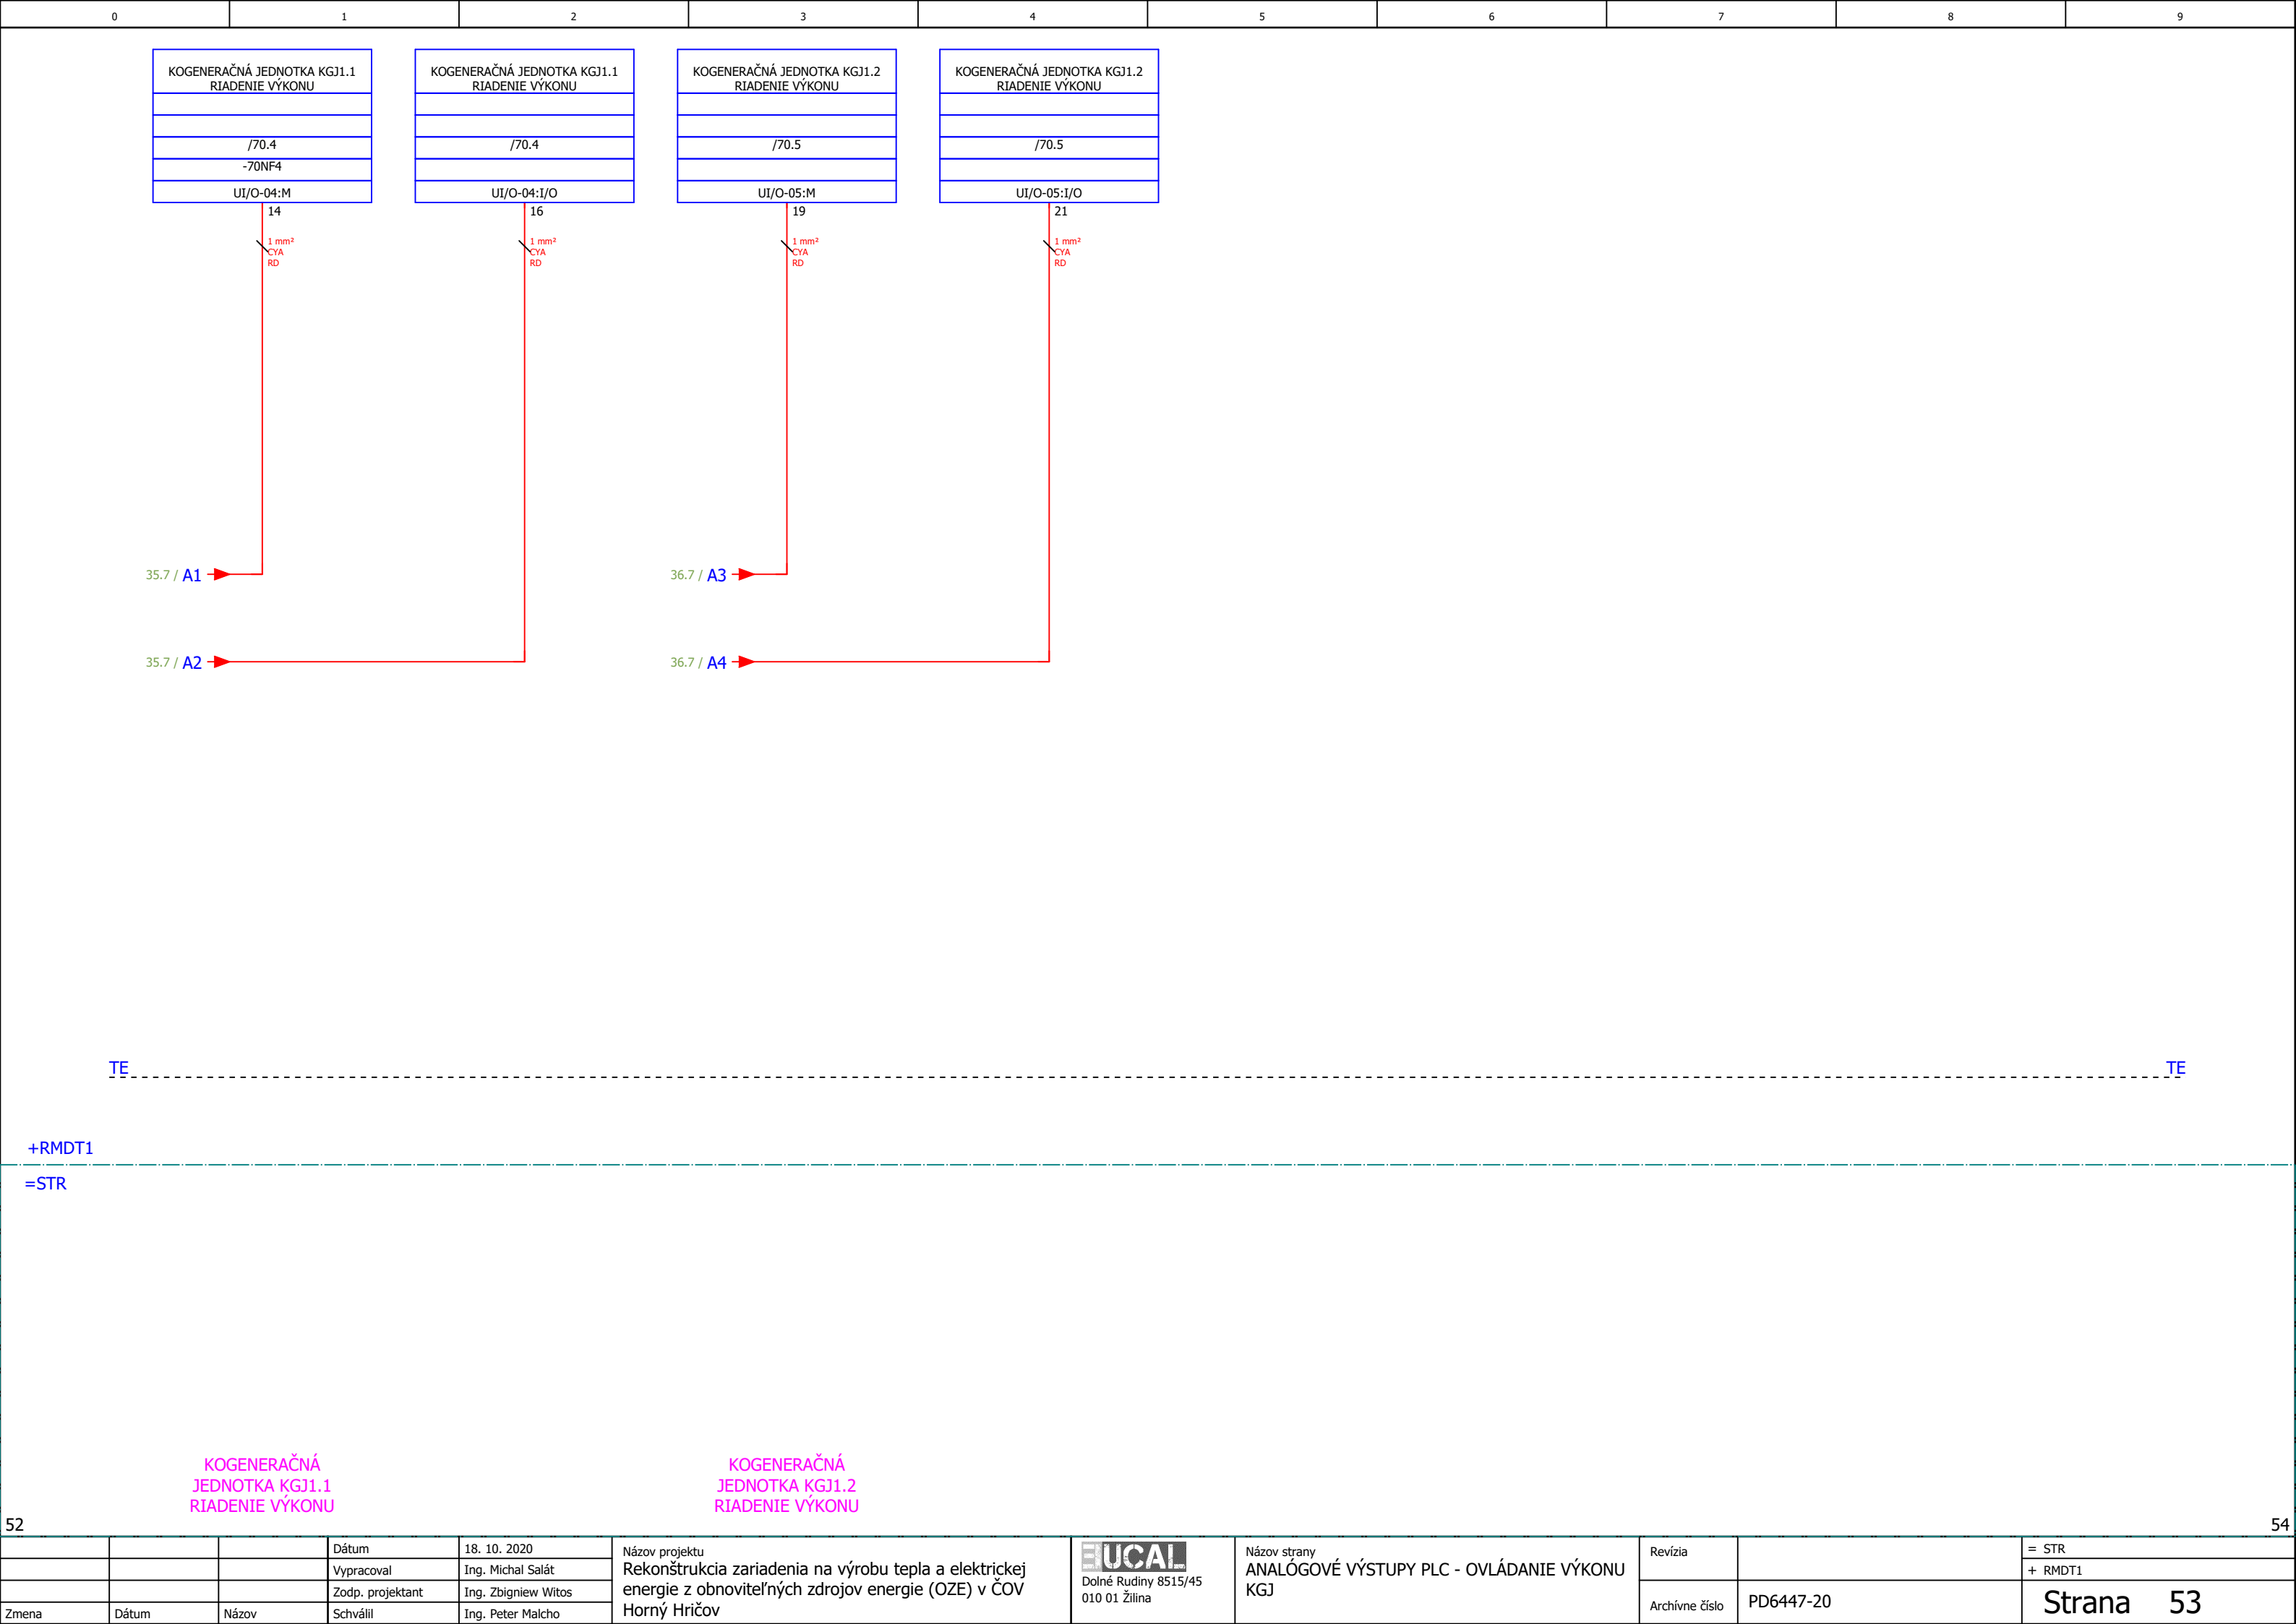 0 1 2 3 4 5 6 7 8 9
KOGENERAČNÁ JEDNOTKA KGJ1.1
RIADENIE VÝKONU
/70.4
-70NF4
UI/O-04:M
14
1 mm²
CYA
RD
KOGENERAČNÁ JEDNOTKA KGJ1.1
RIADENIE VÝKONU
/70.4
UI/O-04:I/O
16
1 mm²
CYA
RD
KOGENERAČNÁ JEDNOTKA KGJ1.2
RIADENIE VÝKONU
/70.5
UI/O-05:M
19
1 mm²
CYA
RD
KOGENERAČNÁ JEDNOTKA KGJ1.2
RIADENIE VÝKONU
/70.5
UI/O-05:I/O
21
1 mm²
CYA
RD
35.7 / A1
36.7 / A3
35.7 / A2
36.7 / A4
TE
TE
+RMDT1
=STR
KOGENERAČNÁ
JEDNOTKA KGJ1.1
RIADENIE VÝKONU
KOGENERAČNÁ
JEDNOTKA KGJ1.2
RIADENIE VÝKONU
52
54
Dátum 18. 10. 2020
Vypracoval Ing. Michal Salát
Zodp. projektant Ing. Zbigniew Witos
Zmena Dátum Názov Schválil Ing. Peter Malcho
Názov projektu
Rekonštrukcia zariadenia na výrobu tepla a elektrickej
energie z obnoviteľných zdrojov energie (OZE) v ČOV
Horný Hričov
EUCAL
Dolné Rudiny 8515/45
010 01 Žilina
Názov strany
ANALÓGOVÉ VÝSTUPY PLC - OVLÁDANIE VÝKONU
KGJ
Revízia
Archívne číslo PD6447-20
= STR
+ RMDT1
Strana 53